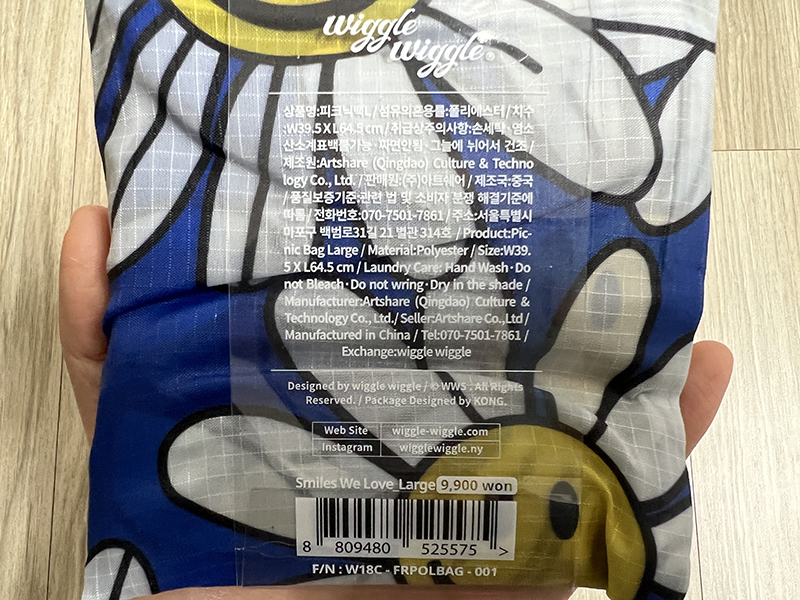 wiggle
wiggle®
상품명:피크닉백L / 섬유의혼용률:폴리에스터 / 치수
:W39.5 X L64.5 cm / 취급상주의사항:손세탁 · 염소
산소계표백불가능 · 짜면안됨 · 그늘에 뉘어서 건조 /
제조원:Artshare (Qingdao) Culture & Techno
logy Co., Ltd. / 판매원:(주)아트쉐어 / 제조국:중국
/ 품질보증기준:관련 법 및 소비자 분쟁 해결기준에
따름 / 전화번호:070-7501-7861 / 주소:서울특별시
마포구 백범로31길 21 별관 314호 / Product:Pic-
nic Bag Large / Material:Polyester / Size:W39.
5 X L64.5 cm / Laundry Care: Hand Wash · Do
not Bleach · Do not wring · Dry in the shade /
Manufacturer:Artshare (Qingdao) Culture &
Technology Co., Ltd./ Seller:Artshare Co.,Ltd /
Manufactured in China / Tel:070-7501-7861 /
Exchange:wiggle wiggle
Designed by wiggle wiggle / © WWS . All Rights
Reserved. / Package Designed by KONG.
Web Site wiggle-wiggle.com
Instagram wigglewiggle.ny
Smiles We Love_Large 9,900 won
8 809480 525575 >
F/N : W18C - FRPOLBAG - 001